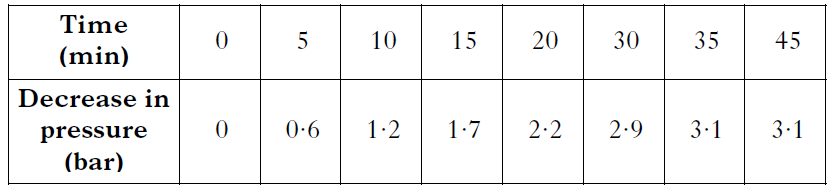 Time (min) 0 5 10 15 20 30 35 45
Decrease in pressure (bar) 0 0·6 1·2 1·7 2·2 2·9 3·1 3·1